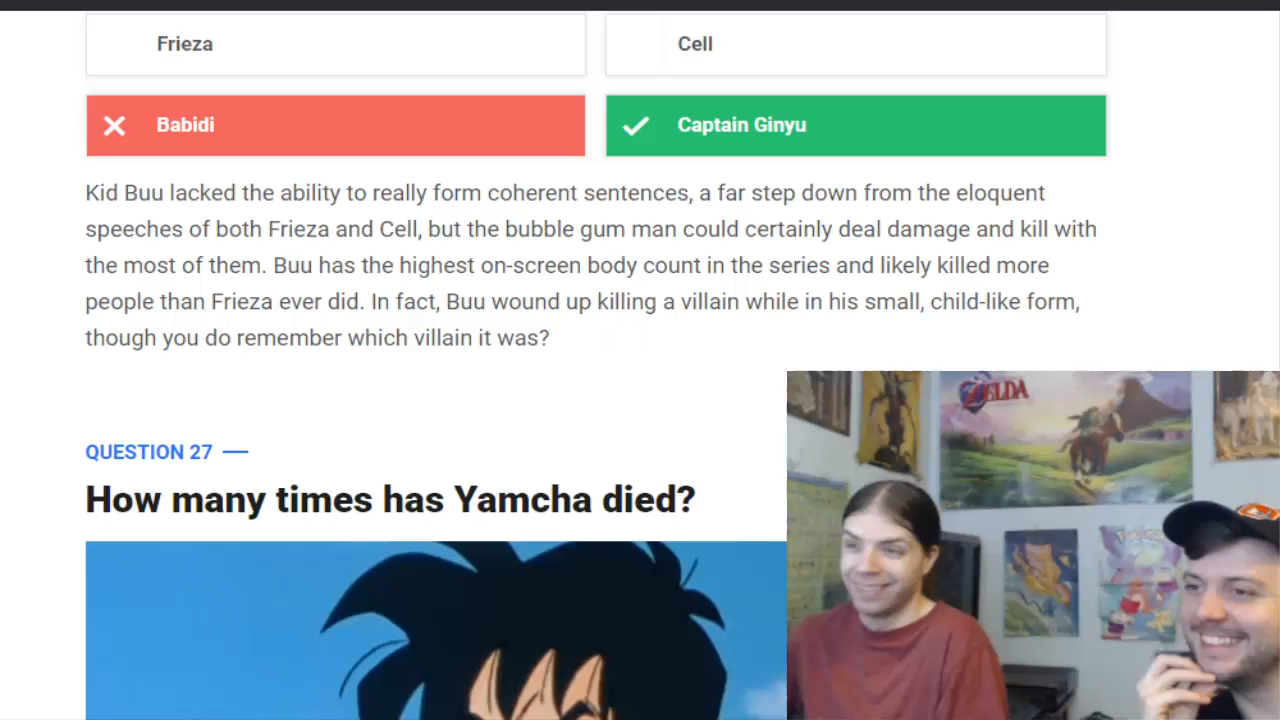 Frieza
Cell
Babidi
Captain Ginyu
Kid Buu lacked the ability to really form coherent sentences, a far step down from the eloquent
speeches of both Frieza and Cell, but the bubble gum man could certainly deal damage and kill with
the most of them. Buu has the highest on-screen body count in the series and likely killed more
people than Frieza ever did. In fact, Buu wound up killing a villain while in his small, child-like form,
though you do remember which villain it was?
QUESTION 27
How many times has Yamcha died?
ZELDA